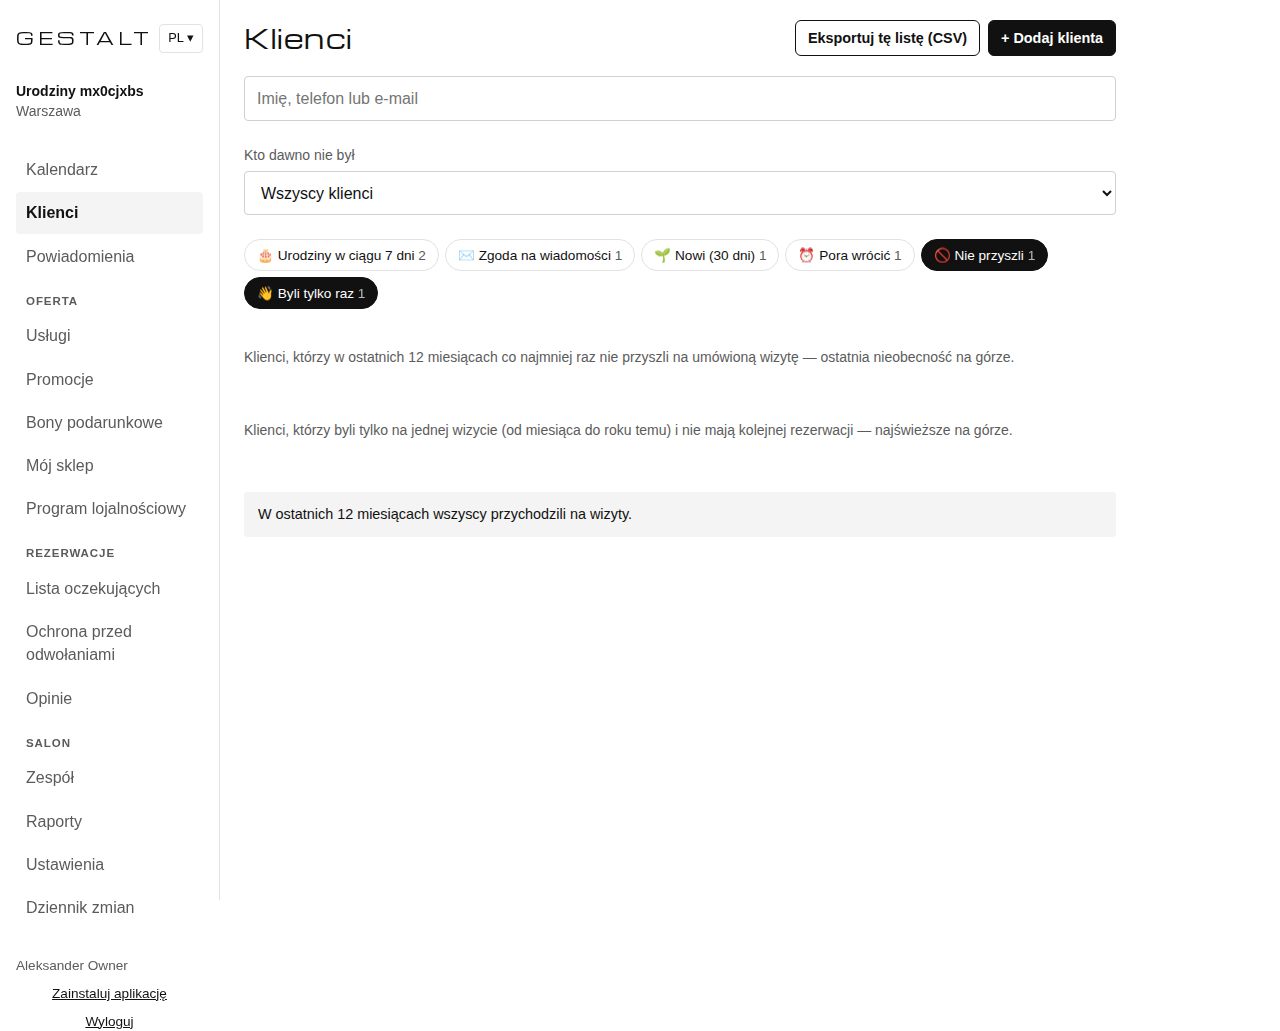 GESTALT
PL ▾
Urodziny mx0cjxbs
Warszawa
Kalendarz
Klienci
Powiadomienia
OFERTA
Usługi
Promocje
Bony podarunkowe
Mój sklep
Program lojalnościowy
REZERWACJE
Lista oczekujących
Ochrona przed
odwołaniami
Opinie
SALON
Zespół
Raporty
Ustawienia
Dziennik zmian
Aleksander Owner
Zainstaluj aplikację
Wyloguj
Klienci
Eksportuj tę listę (CSV)
+ Dodaj klienta
Imię, telefon lub e-mail
Kto dawno nie był
Wszyscy klienci
🎂 Urodziny w ciągu 7 dni 2
✉️ Zgoda na wiadomości 1
🌱 Nowi (30 dni) 1
⏰ Pora wrócić 1
🚫 Nie przyszli 1
👋 Byli tylko raz 1
Klienci, którzy w ostatnich 12 miesiącach co najmniej raz nie przyszli na umówioną wizytę — ostatnia nieobecność na górze.
Klienci, którzy byli tylko na jednej wizycie (od miesiąca do roku temu) i nie mają kolejnej rezerwacji — najświeższe na górze.
W ostatnich 12 miesiącach wszyscy przychodzili na wizyty.